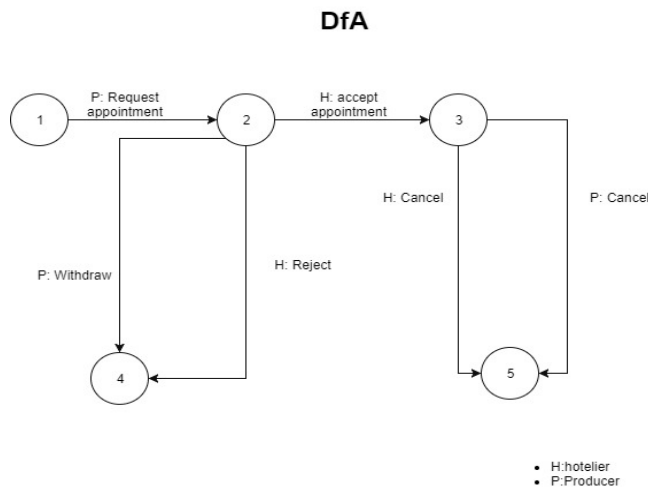 DfA
P: Request
appointment
H: accept
appointment
1
2
3
H: Cancel
P: Cancel
P: Withdraw
H: Reject
4
5
H:hotelier
P:Producer